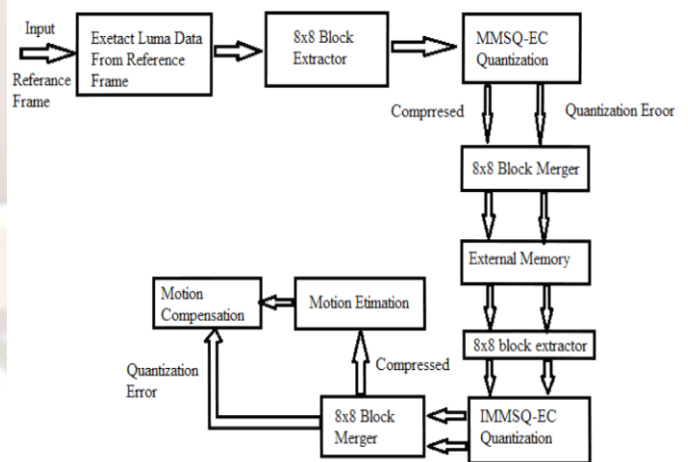 Input
Referance
Frame
Exetact Luma Data
From Reference
Frame
8x8 Block
Extractor
MMSQ-EC
Quantization
Comprresed
Quantization Eroor
8x8 Block Merger
External Memory
8x8 block extractor
IMMSQ-EC
Quantization
8x8 Block
Merger
Compressed
Motion Etimation
Motion
Compensation
Quantization
Error